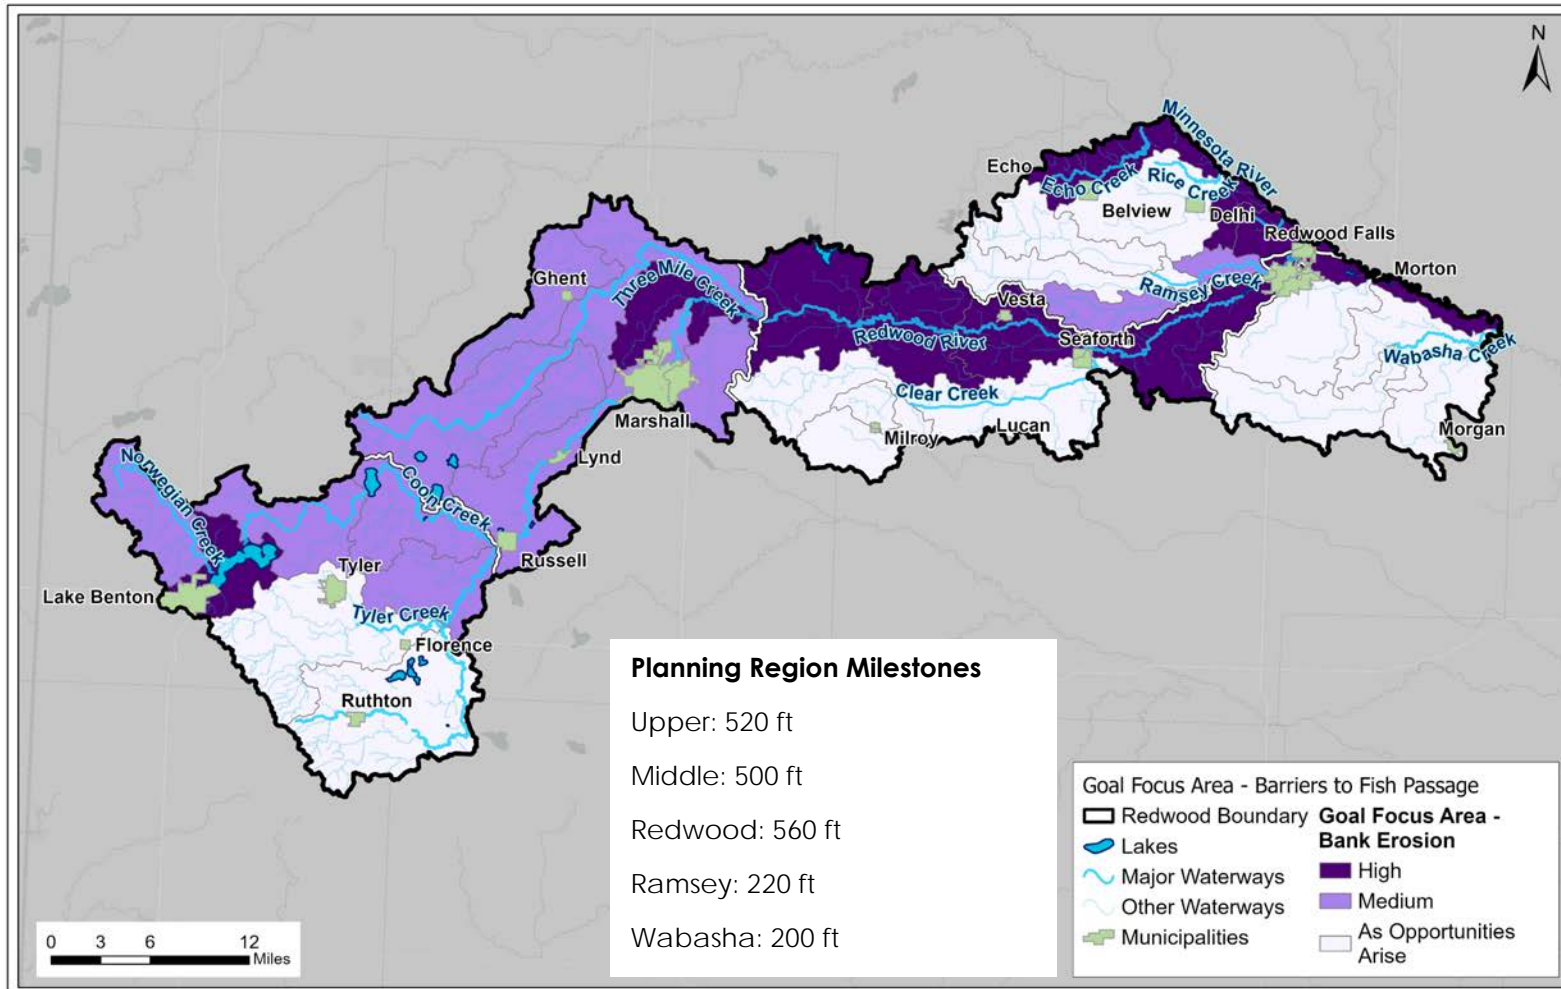 N
Minnesota River
Echo
Echo Creek
Rice Creek
Belview
Delhi
Redwood Falls
Morton
Ramsey Creek
Ghent
Three Mile Creek
Vesta
Redwood River
Seaforth
Wabasha Creek
Clear Creek
Marshall
Milroy
Lucan
Morgan
Lynd
Norwegian Creek
Coon Creek
Russell
Tyler
Lake Benton
Tyler Creek
Florence
Ruthton
Planning Region Milestones
Upper: 520 ft
Middle: 500 ft
Redwood: 560 ft
Ramsey: 220 ft
Wabasha: 200 ft
Goal Focus Area - Barriers to Fish Passage
Redwood Boundary
Lakes
Major Waterways
Other Waterways
Municipalities
Goal Focus Area -
Bank Erosion
High
Medium
As Opportunities
Arise
0 3 6 12
Miles